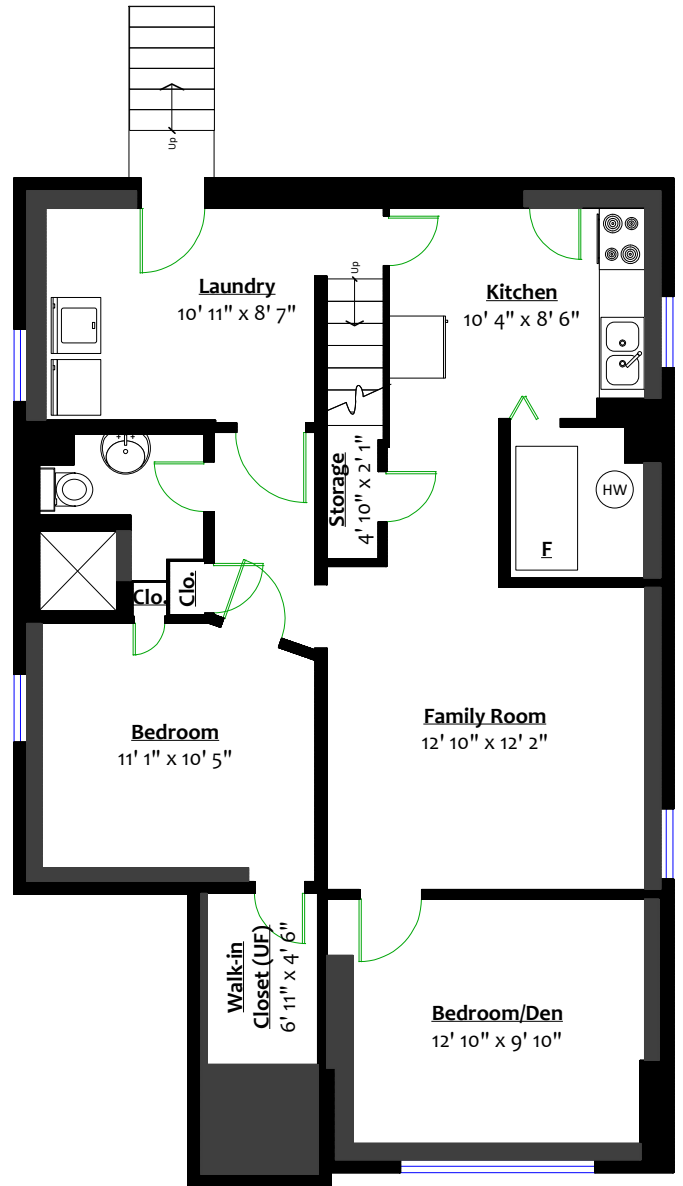 Up
Laundry
10' 11" x 8' 7"
Up
Kitchen
10' 4" x 8' 6"
Storage
4' 10" x 2' 1"
HW
F
Clo.
Clo.
Bedroom
11' 1" x 10' 5"
Family Room
12' 10" x 12' 2"
Walk-in
Closet (UF)
6' 11" x 4' 6"
Bedroom/Den
12' 10" x 9' 10"